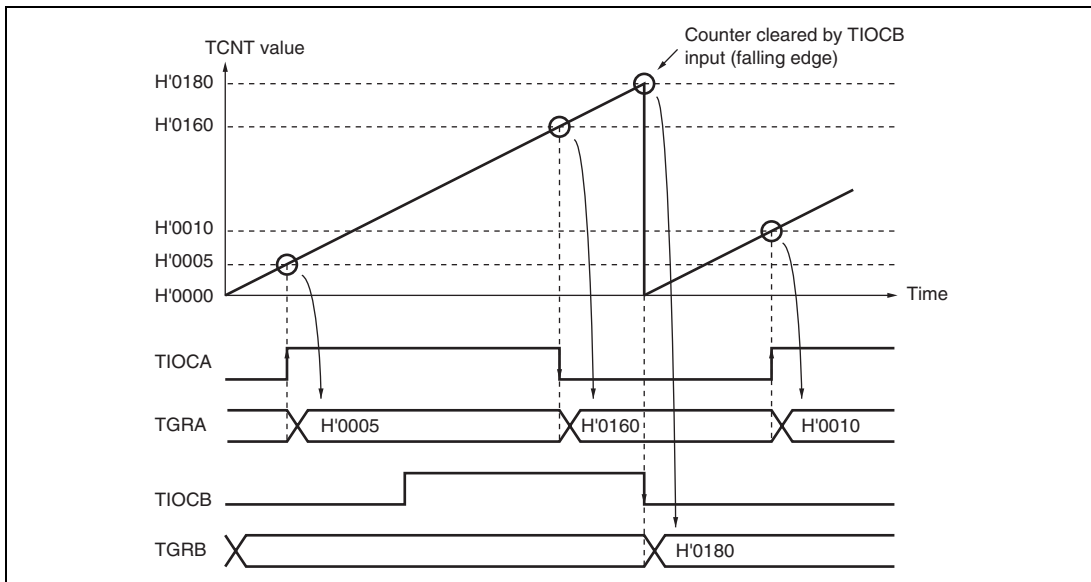 Counter cleared by TIOCB
input (falling edge)
TCNT value
H'0180
H'0160
H'0010
H'0005
H'0000
Time
TIOCA
TGRA
H'0005
H'0160
H'0010
TIOCB
TGRB
H'0180